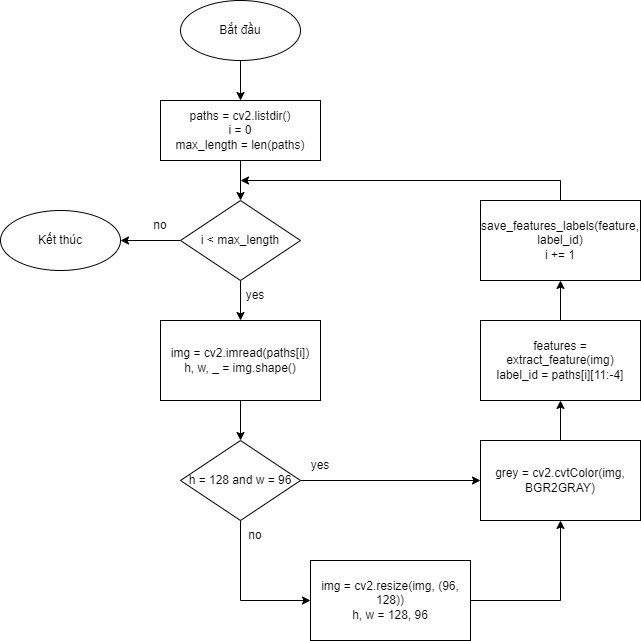 Bắt đầu
paths = cv2.listdir()
i = 0
max_length = len(paths)
i < max_length
no
Kết thúc
yes
img = cv2.imread(paths[i])
h, w, _ = img.shape()
h = 128 and w = 96
yes
no
img = cv2.resize(img, (96,
128))
h, w = 128, 96
grey = cv2.cvtColor(img,
BGR2GRAY)
features =
extract_feature(img)
label_id = paths[i][11:-4]
save_features_labels(feature,
label_id)
i += 1